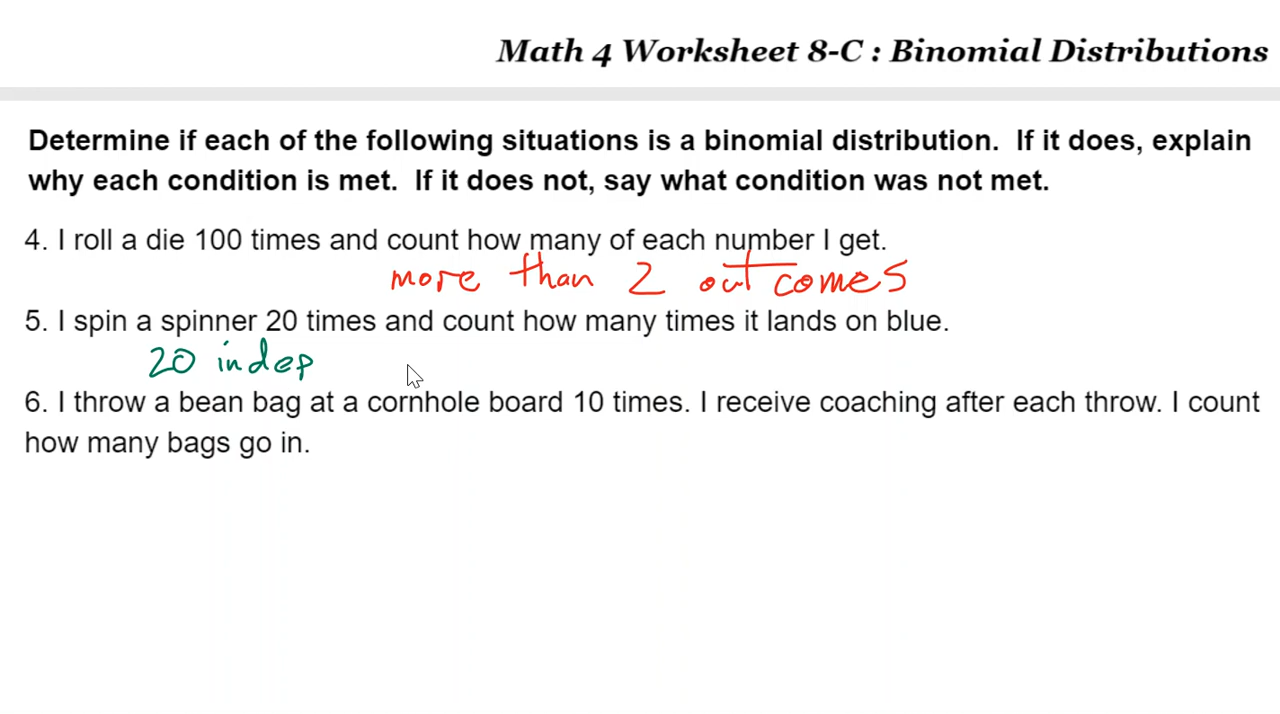 Math 4 Worksheet 8-C : Binomial Distributions
Determine if each of the following situations is a binomial distribution.  If it does, explain
why each condition is met.  If it does not, say what condition was not met.
4. I roll a die 100 times and count how many of each number I get.
more than 2 outcomes
5. I spin a spinner 20 times and count how many times it lands on blue.
20 indep
6. I throw a bean bag at a cornhole board 10 times. I receive coaching after each throw. I count
how many bags go in.